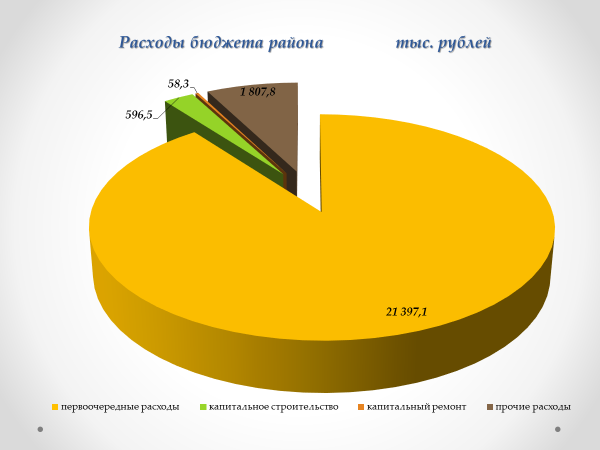 Расходы бюджета района тыс. рублей
58,3
1 807,8
596,5
21 397,1
первоочередные расходы капитальное строительство капитальный ремонт прочие расходы